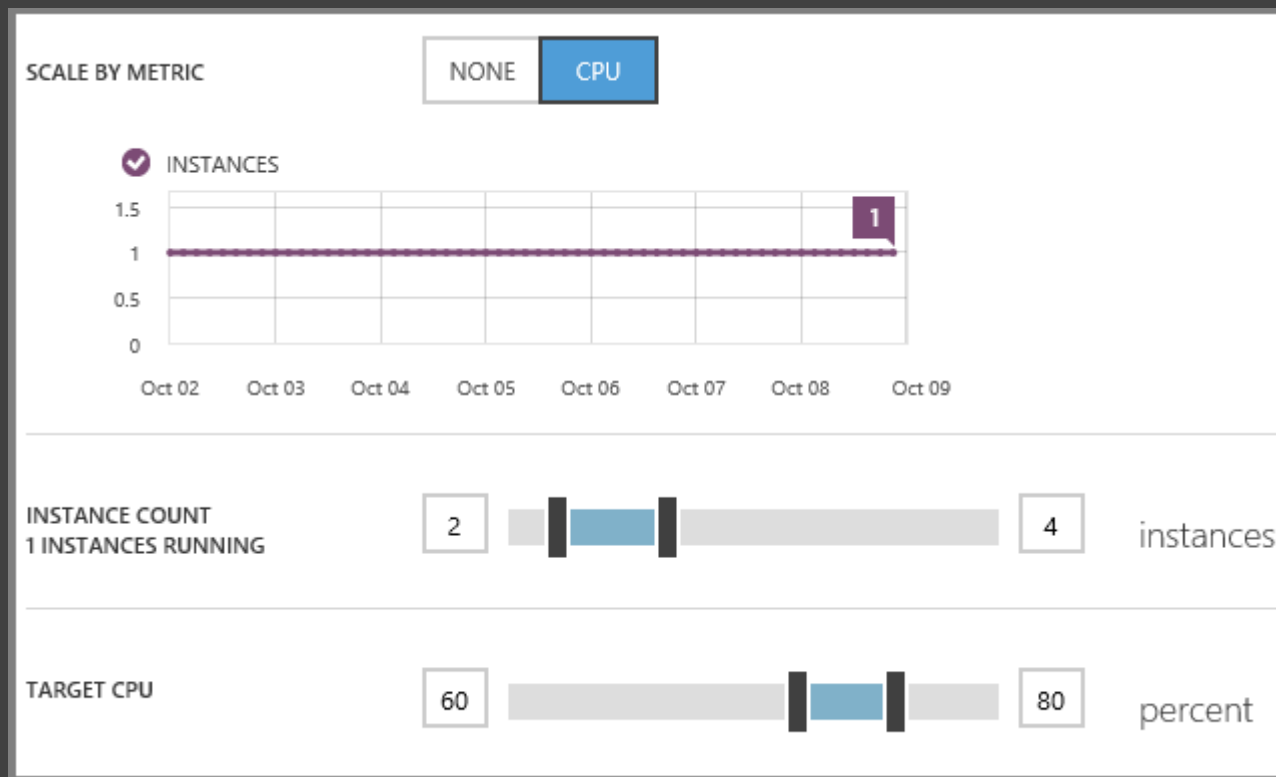 SCALE BY METRIC
NONE
CPU
INSTANCES
1.5
1
0.5
0
1
Oct 02
Oct 03
Oct 04
Oct 05
Oct 06
Oct 07
Oct 08
Oct 09
INSTANCE COUNT
1 INSTANCES RUNNING
2
4
instances
TARGET CPU
60
80
percent